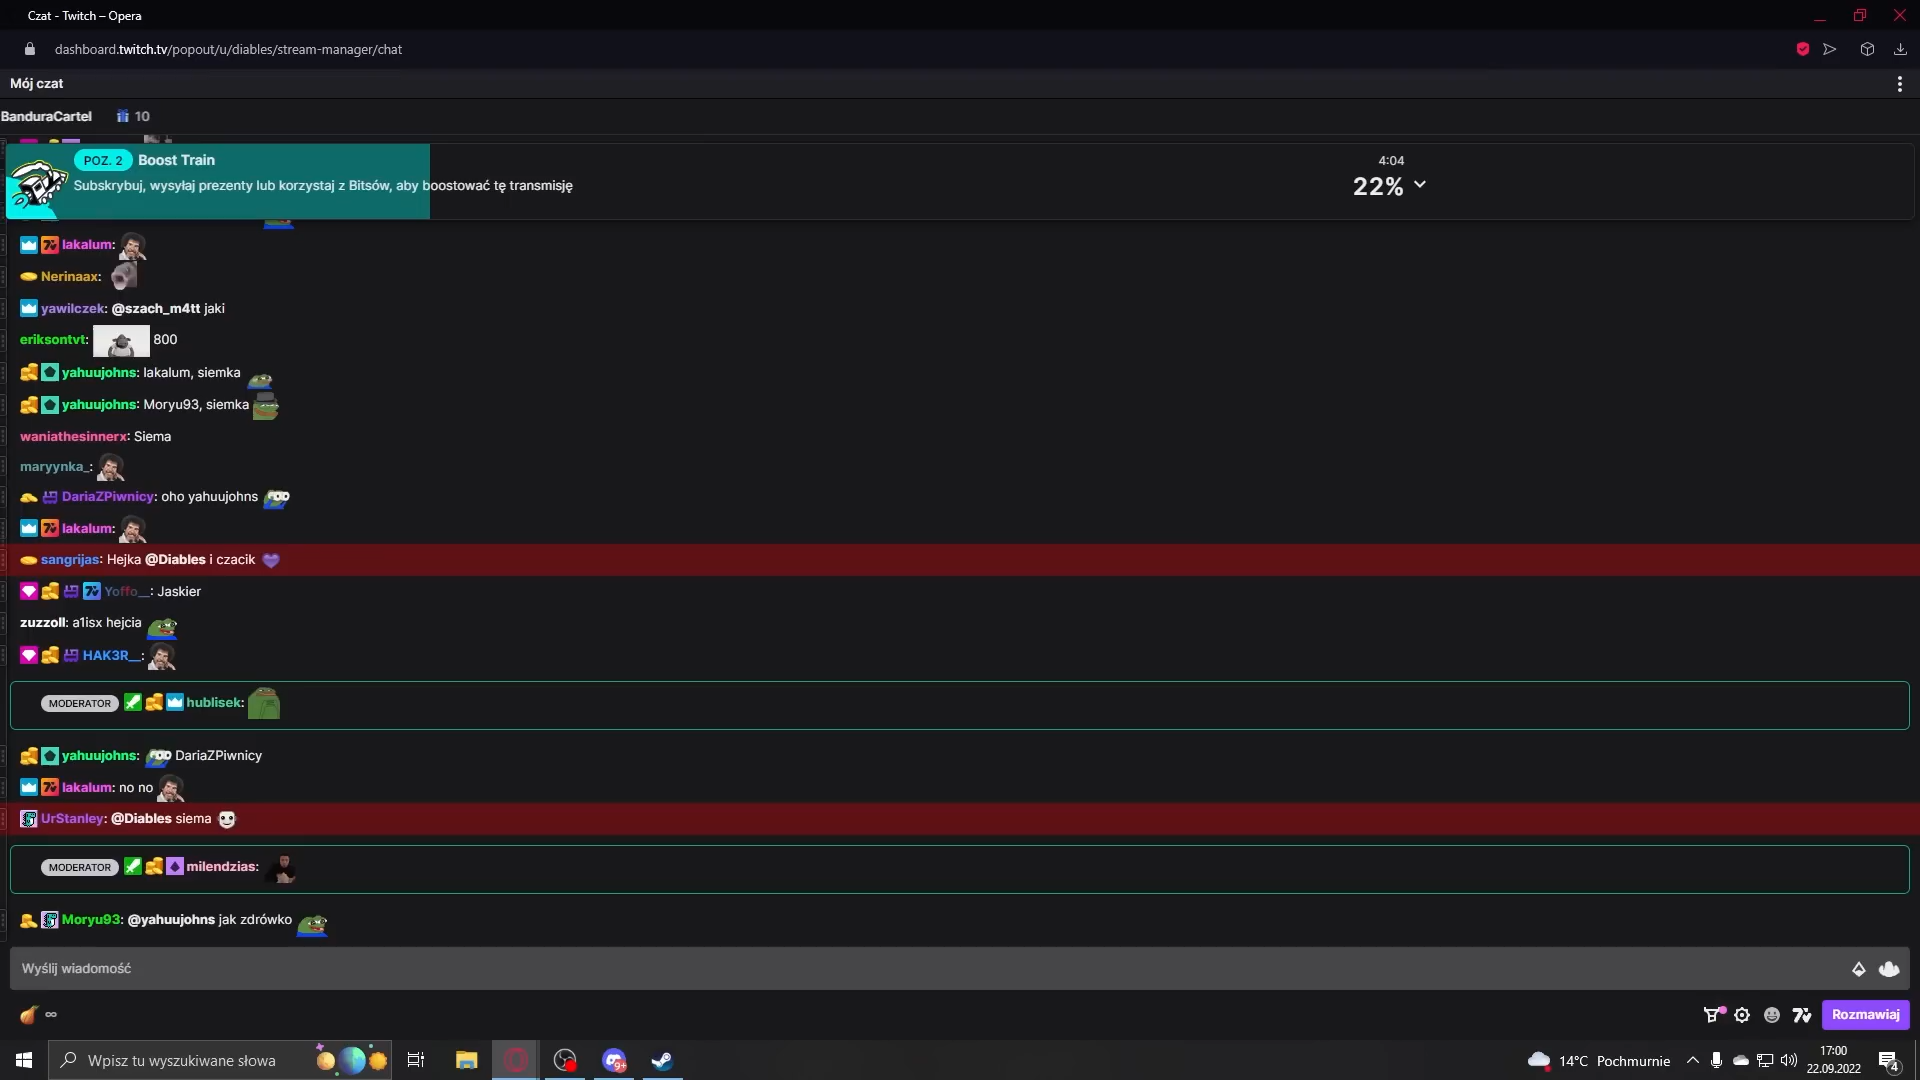 Czat - Twitch – Opera
dashboard.twitch.tv/popout/u/diables/stream-manager/chat
Mój czat
BanduraCartel 10
POZ. 2 Boost Train
Subskrybuj, wysyłaj prezenty lub korzystaj z Bitsów, aby boostować tę transmisję
4:04
22%
lakalum:
Nerinaax:
yawilczek: @szach_m4tt jaki
eriksontvt: 800
yahuujohns: lakalum, siemka
yahuujohns: Moryu93, siemka
waniathesinnerx: Siema
maryynka_:
DariaZPiwnicy: oho yahuujohns
lakalum:
sangrijas: Hejka @Diables i czacik
Yoffo__: Jaskier
zuzzoll: a1isx hejcia
HAK3R__:
MODERATOR hublisek:
yahuujohns: DariaZPiwnicy
lakalum: no no
UrStanley: @Diables siema
MODERATOR milendzias:
Moryu93: @yahuujohns jak zdrówko
Wyślij wiadomość
∞
Rozmawiaj
Wpisz tu wyszukiwane słowa
9+
14°C Pochmurnie
17:00
22.09.2022
4